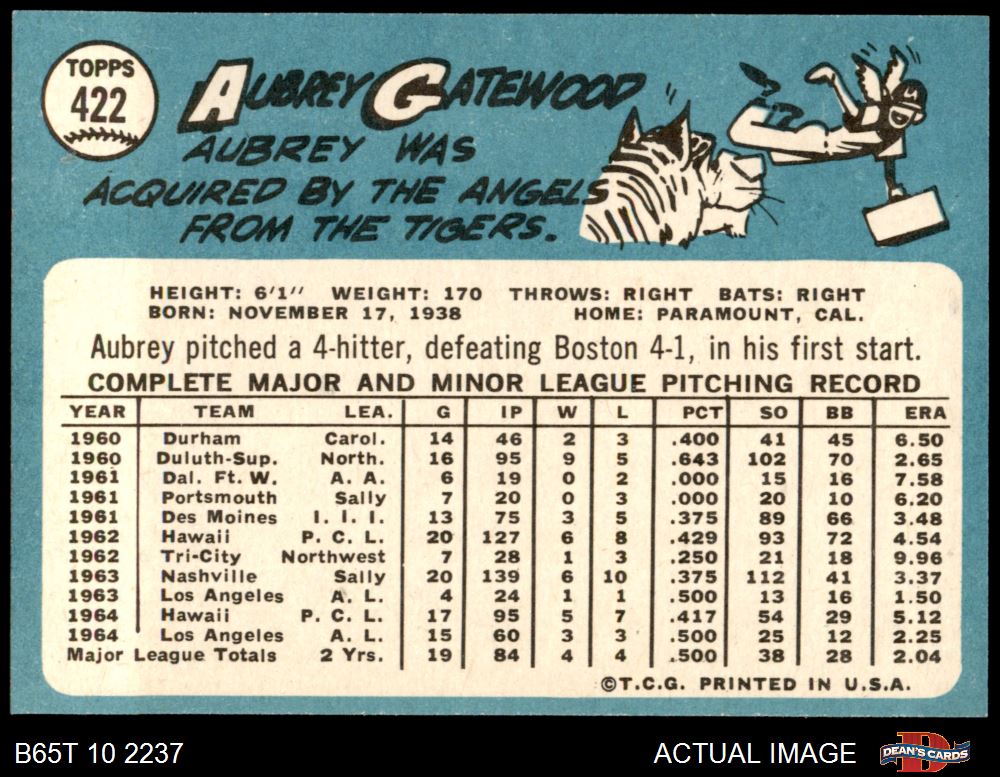 TOPPS
422
AUBREY GATEWOOD
AUBREY WAS
ACQUIRED BY THE ANGELS
FROM THE TIGERS.
HEIGHT: 6'1" WEIGHT: 170 THROWS: RIGHT BATS: RIGHT
BORN: NOVEMBER 17, 1938 HOME: PARAMOUNT, CAL.
Aubrey pitched a 4-hitter, defeating Boston 4-1, in his first start.
COMPLETE MAJOR AND MINOR LEAGUE PITCHING RECORD
YEAR TEAM LEA. G IP W L PCT SO BB ERA
1960 Durham Carol. 14 46 2 3 .400 41 45 6.50
1960 Duluth-Sup. North. 16 95 9 5 .643 102 70 2.65
1961 Dal. Ft. W. A. A. 6 19 0 2 .000 15 16 7.58
1961 Portsmouth Sally 7 20 0 3 .000 20 10 6.20
1961 Des Moines I. I. I. 13 75 3 5 .375 89 66 3.48
1962 Hawaii P. C. L. 20 127 6 8 .429 93 72 4.54
1962 Tri-City Northwest 7 28 1 3 .250 21 18 9.96
1963 Nashville Sally 20 139 6 10 .375 112 41 3.37
1963 Los Angeles A. L. 4 24 1 1 .500 13 16 1.50
1964 Hawaii P. C. L. 17 95 5 7 .417 54 29 5.12
1964 Los Angeles A. L. 15 60 3 3 .500 25 12 2.25
Major League Totals 2 Yrs. 19 84 4 4 .500 38 28 2.04
©T.C.G. PRINTED IN U.S.A.
B65T 10 2237 ACTUAL IMAGE DEAN'S CARDS